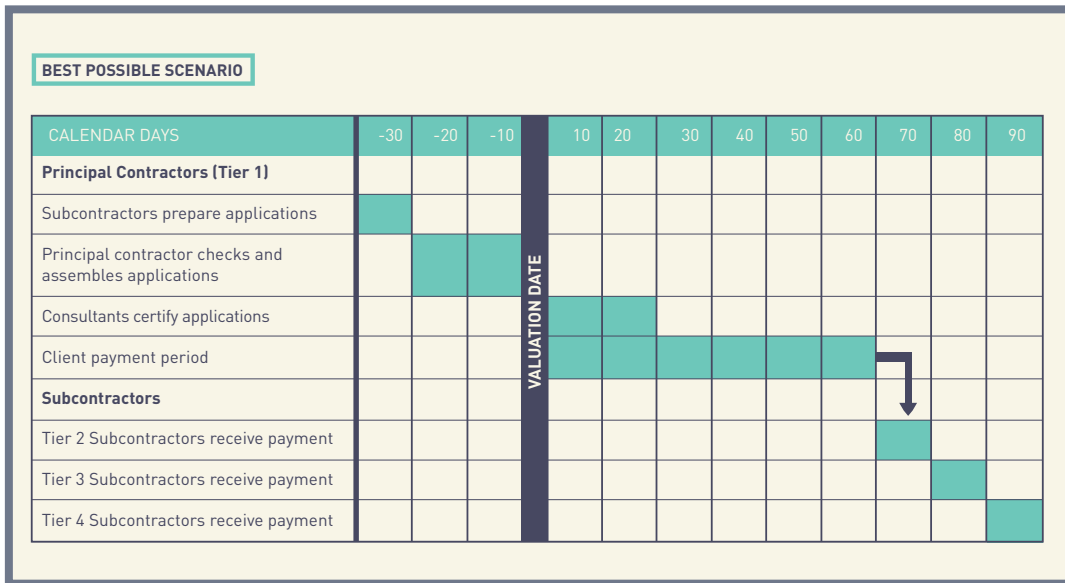 BEST POSSIBLE SCENARIO
CALENDAR DAYS -30 -20 -10 10 20 30 40 50 60 70 80 90
Principal Contractors (Tier 1)
Subcontractors prepare applications
Principal contractor checks and
assembles applications
Consultants certify applications
Client payment period
Subcontractors
Tier 2 Subcontractors receive payment
Tier 3 Subcontractors receive payment
Tier 4 Subcontractors receive payment
VALUATION DATE